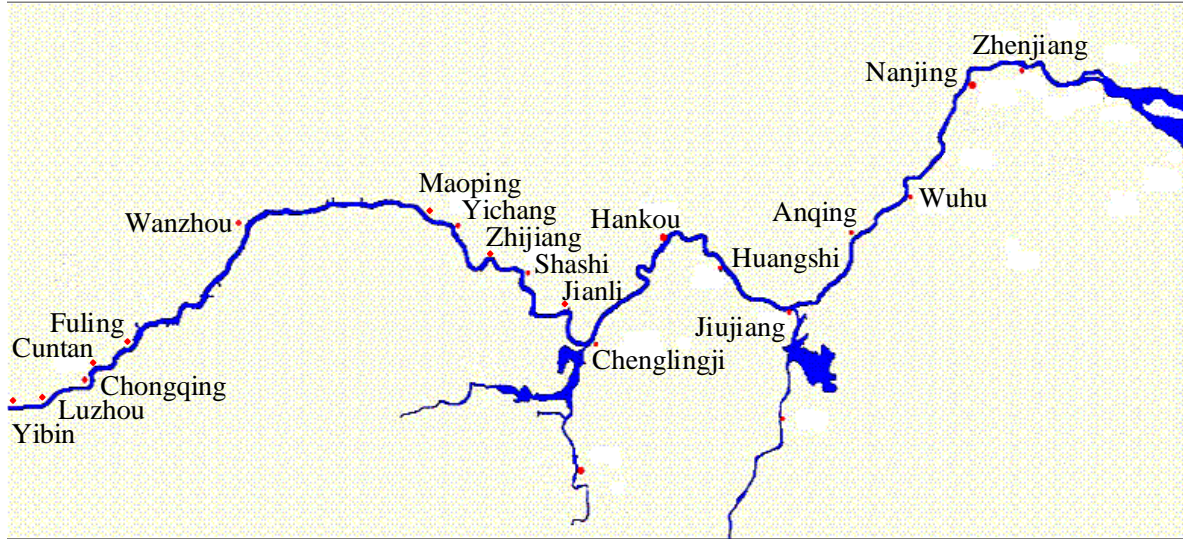 Zhenjiang
Nanjing
Maoping
Wanzhou
Yichang
Hankou
Anqing
Wuhu
Zhijiang
Shashi
Huangshi
Jianli
Fuling
Jiujiang
Cuntan
Chenglingji
Chongqing
Luzhou
Yibin